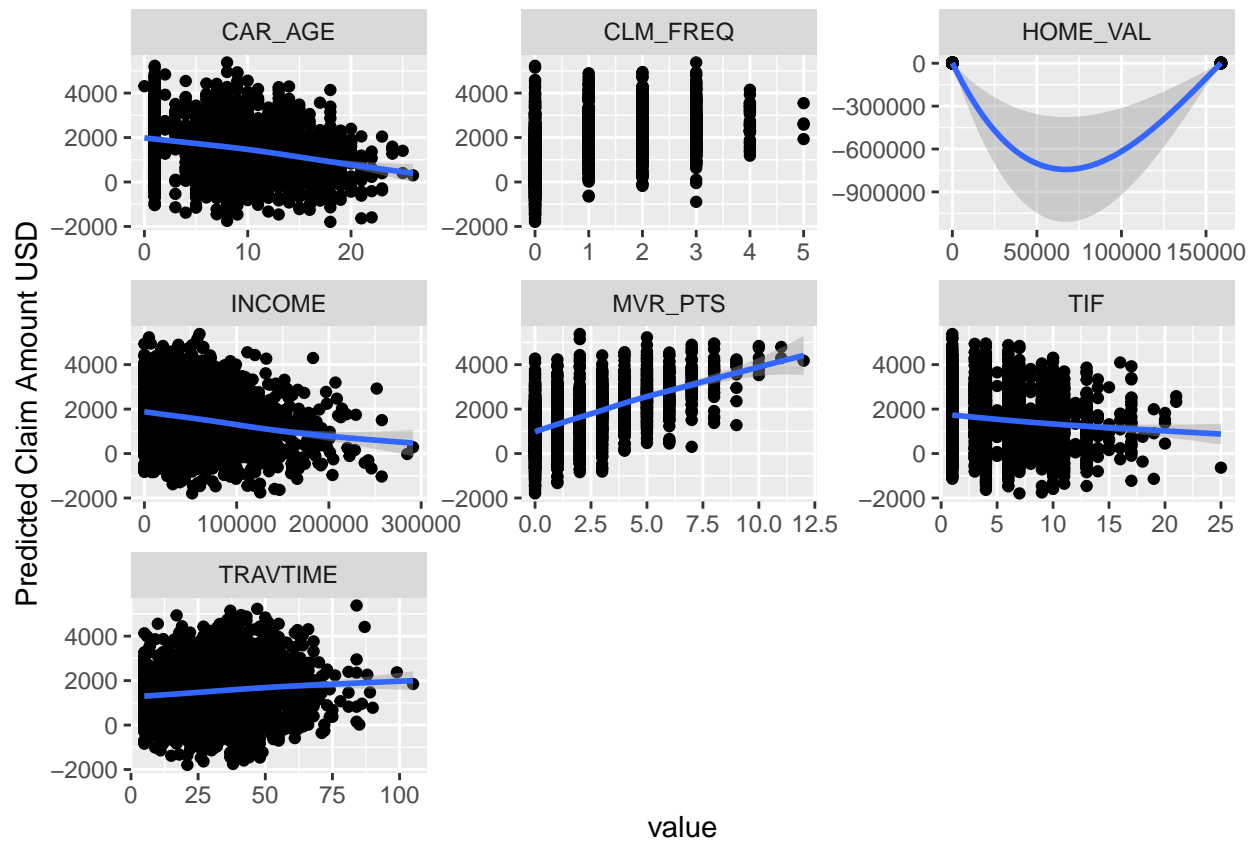 CAR_AGE CLM_FREQ HOME_VAL
4000 4000 0
2000 2000 −300000
0 0 −600000
−2000 −2000 −900000
0 10 20 0 1 2 3 4 5 0 50000 100000 150000
INCOME MVR_PTS TIF
4000 4000 4000
2000 2000 2000
0 0 0
−2000 −2000 −2000
0 100000 200000 300000 0.0 2.5 5.0 7.5 10.0 12.5 0 5 10 15 20 25
TRAVTIME
4000
2000
0
−2000
0 25 50 75 100
value
Predicted Claim Amount USD